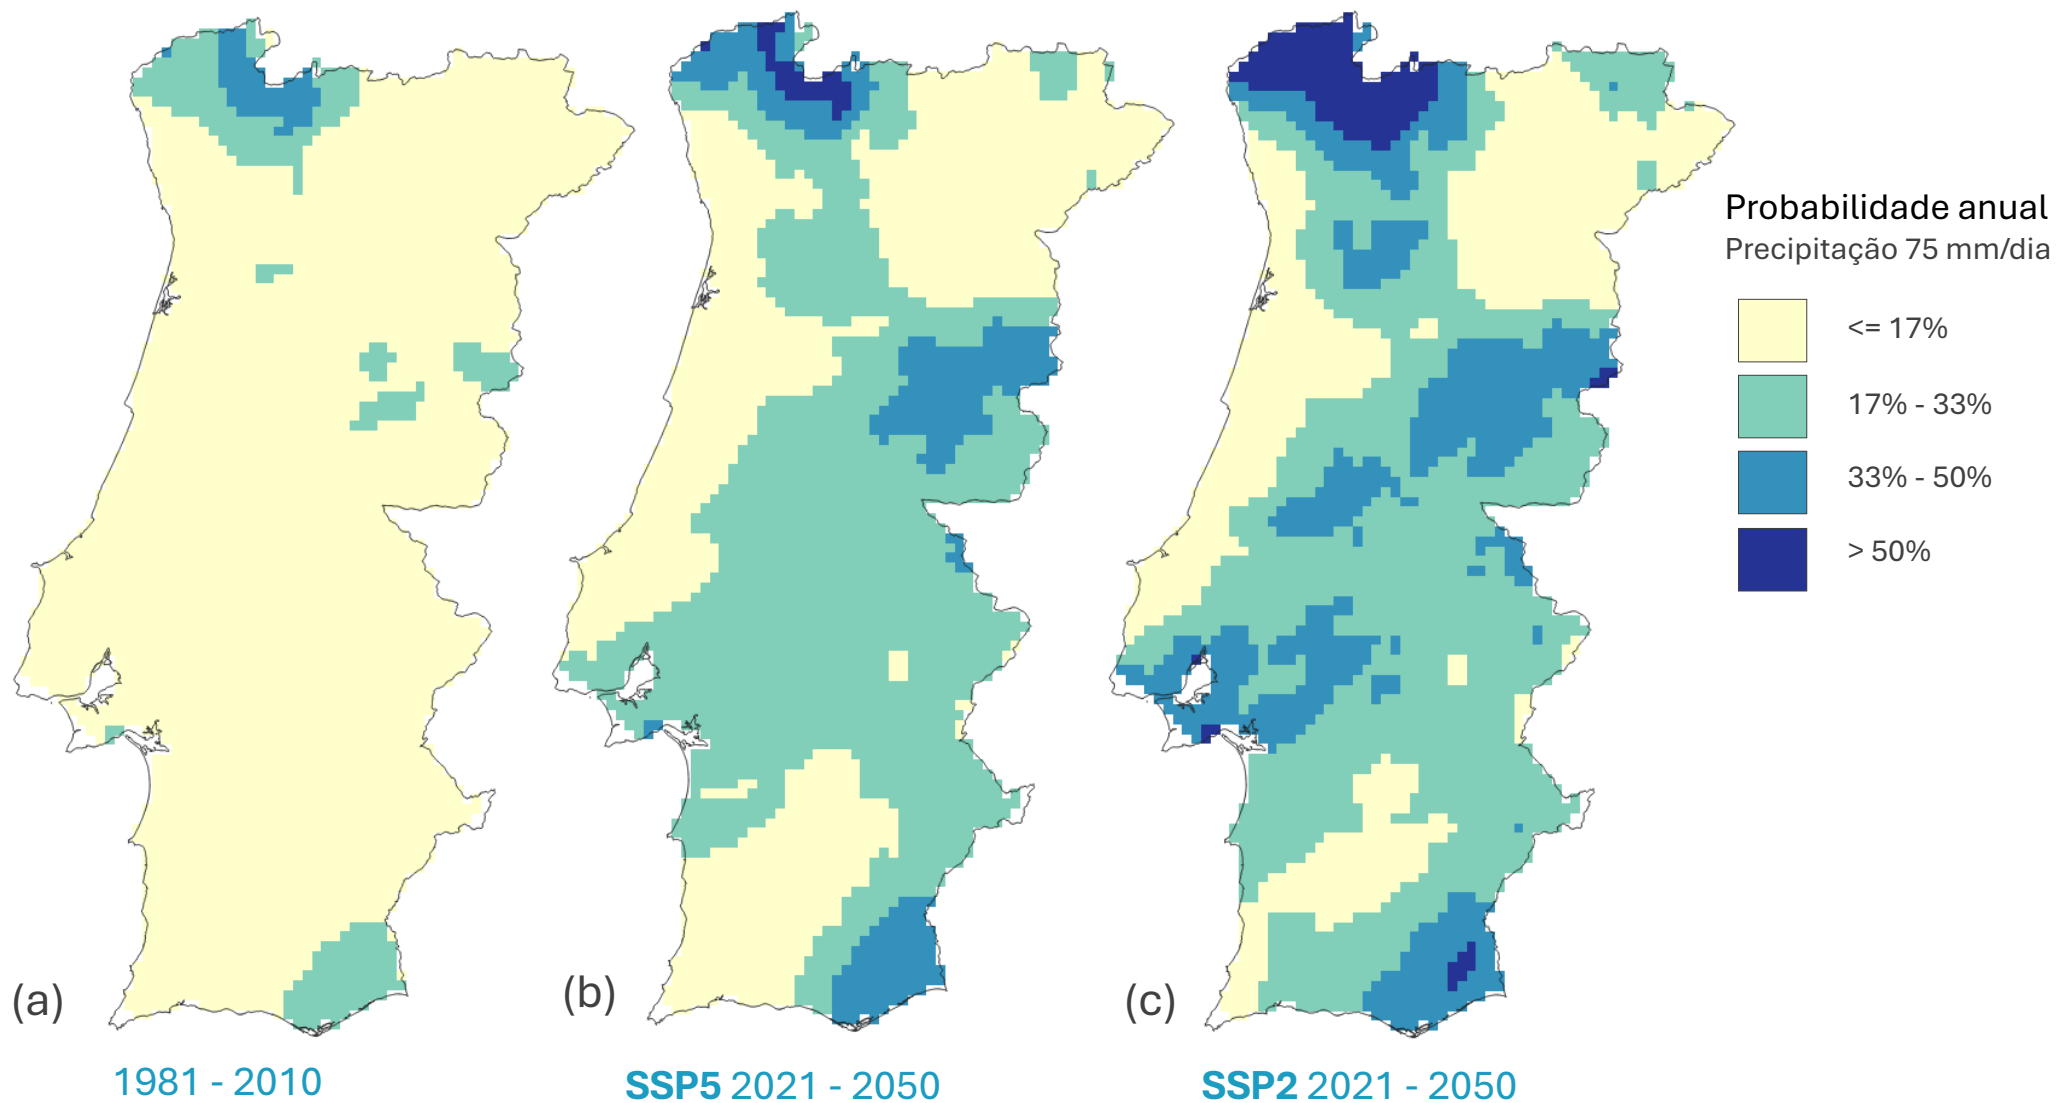 Probabilidade anual
Precipitação 75 mm/dia
<= 17%
17% - 33%
33% - 50%
> 50%
(a)
(b)
(c)
1981 - 2010
SSP5 2021 - 2050
SSP2 2021 - 2050